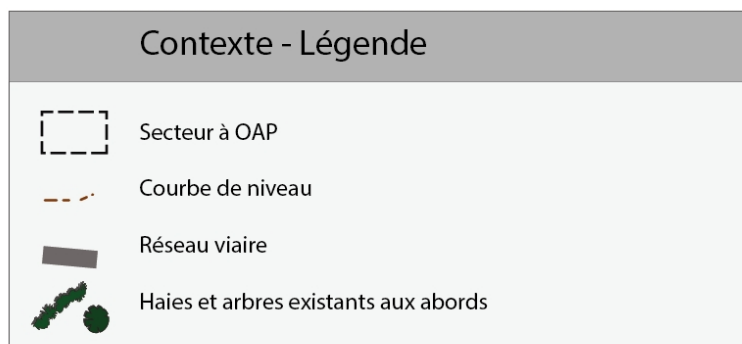 Contexte - Légende
Secteur à OAP
Courbe de niveau
Réseau viaire
Haies et arbres existants aux abords